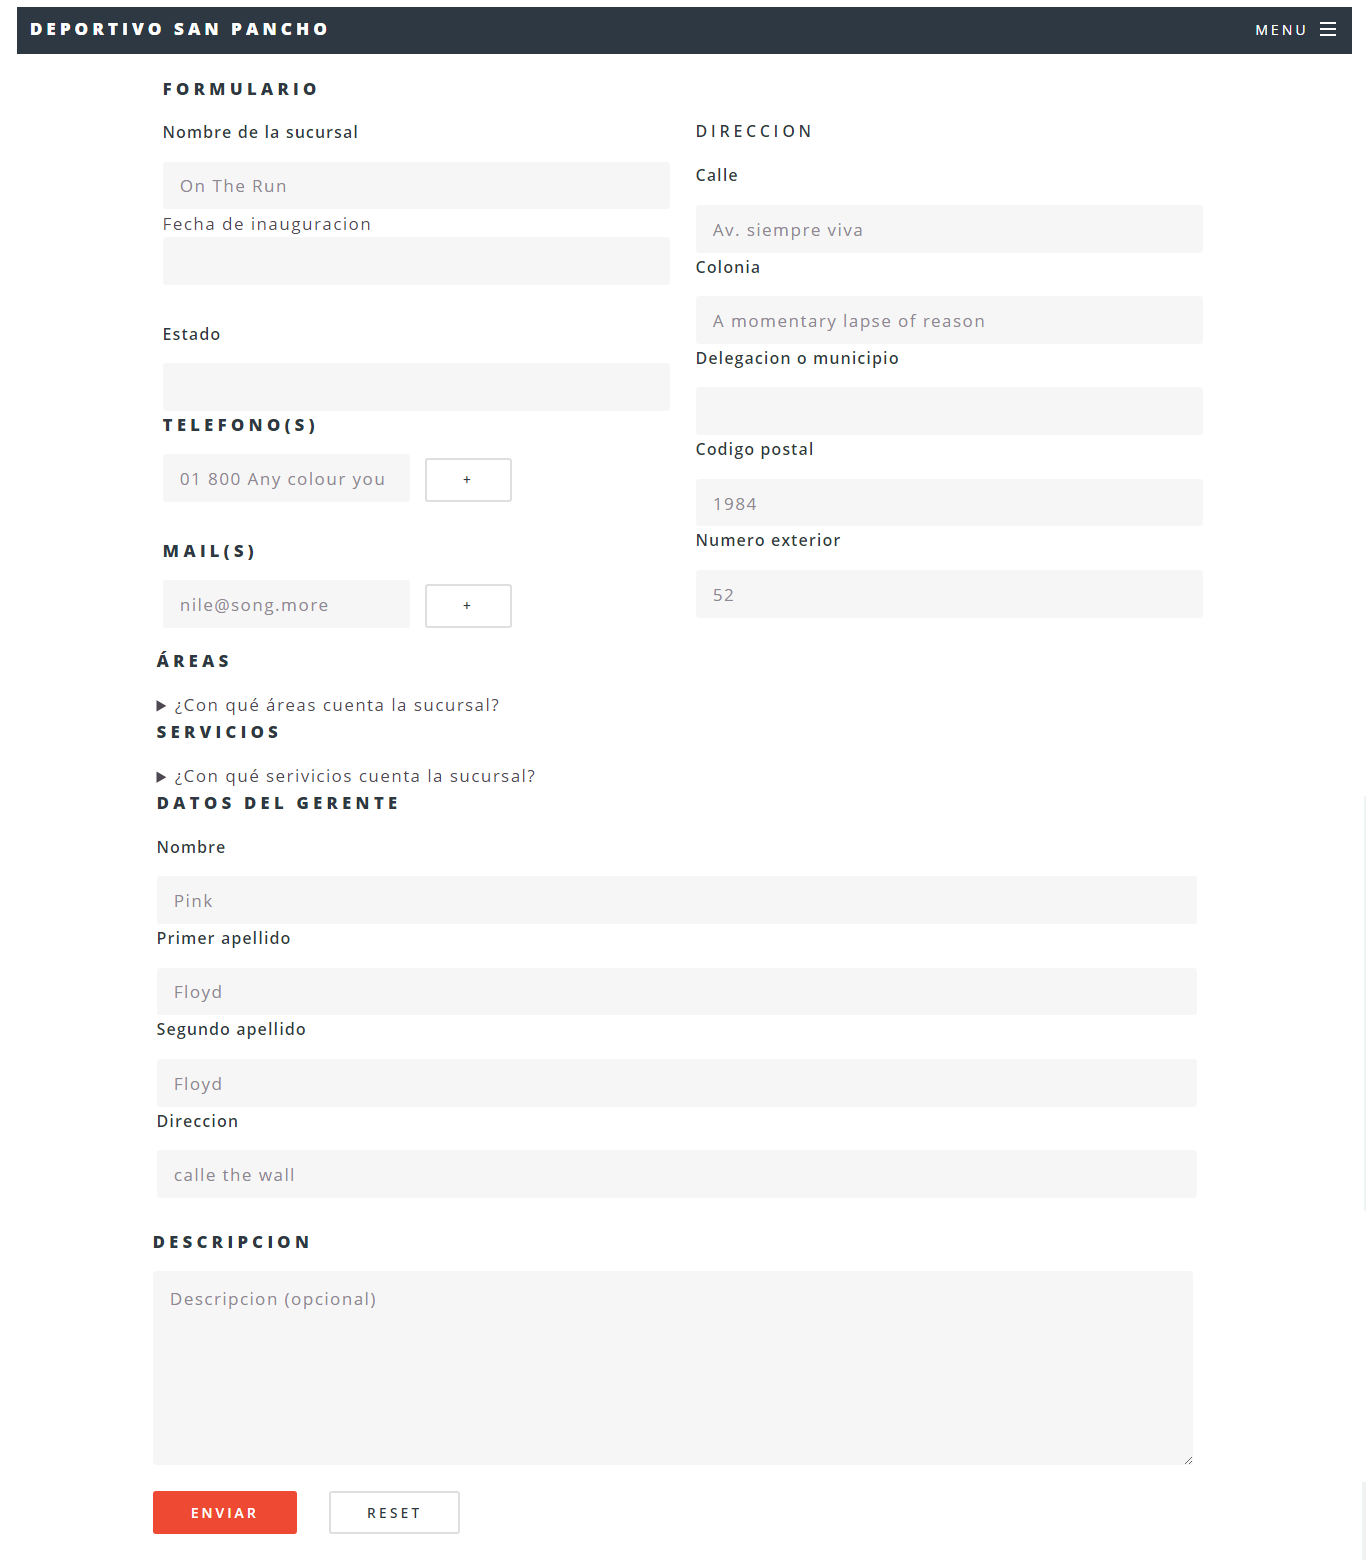 DEPORTIVO SAN PANCHO
MENU
FORMULARIO
Nombre de la sucursal
On The Run
Fecha de inauguracion
Estado
TELEFONO(S)
01 800 Any colour you
+
MAIL(S)
nile@song.more
+
DIRECCION
Calle
Av. siempre viva
Colonia
A momentary lapse of reason
Delegacion o municipio
Codigo postal
1984
Numero exterior
52
ÁREAS
¿Con qué áreas cuenta la sucursal?
SERVICIOS
¿Con qué serivicios cuenta la sucursal?
DATOS DEL GERENTE
Nombre
Pink
Primer apellido
Floyd
Segundo apellido
Floyd
Direccion
calle the wall
DESCRIPCION
Descripcion (opcional)
ENVIAR
RESET